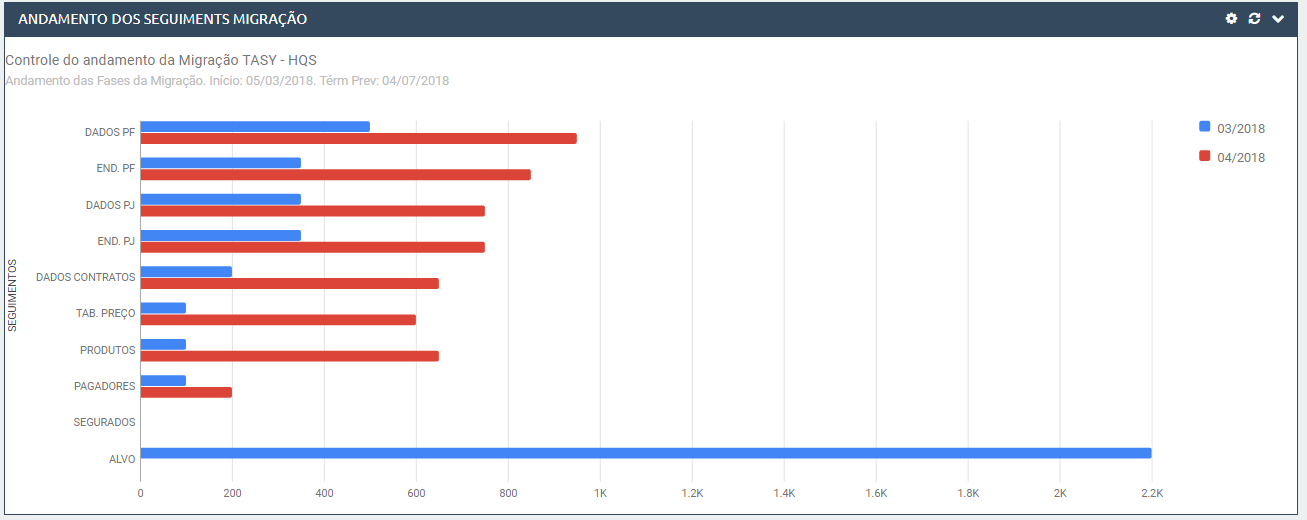 ANDAMENTO DOS SEGUIMENTS MIGRAÇÃO
Controle do andamento da Migração TASY - HQS
Andamento das Fases da Migração. Início: 05/03/2018. Térm Prev: 04/07/2018
03/2018
04/2018
SEGUIMENTOS
DADOS PF
END. PF
DADOS PJ
END. PJ
DADOS CONTRATOS
TAB. PREÇO
PRODUTOS
PAGADORES
SEGURADOS
ALVO
0 200 400 600 800 1K 1.2K 1.4K 1.6K 1.8K 2K 2.2K